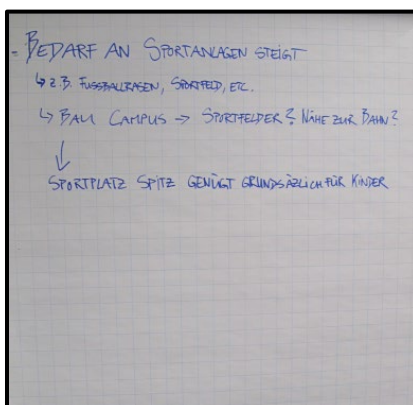 - BEDARF AN SPORTANLAGEN STEIGT
↳ Z.B. FUSSBALLRASEN, SPORTFELD, ETC.
↳ BAU CAMPUS → SPORTFELDER? NÄHE ZUR BAHN?
↓
SPORTPLATZ SPITZ GENÜGT GRUNDSÄZLICH FÜR KINDER